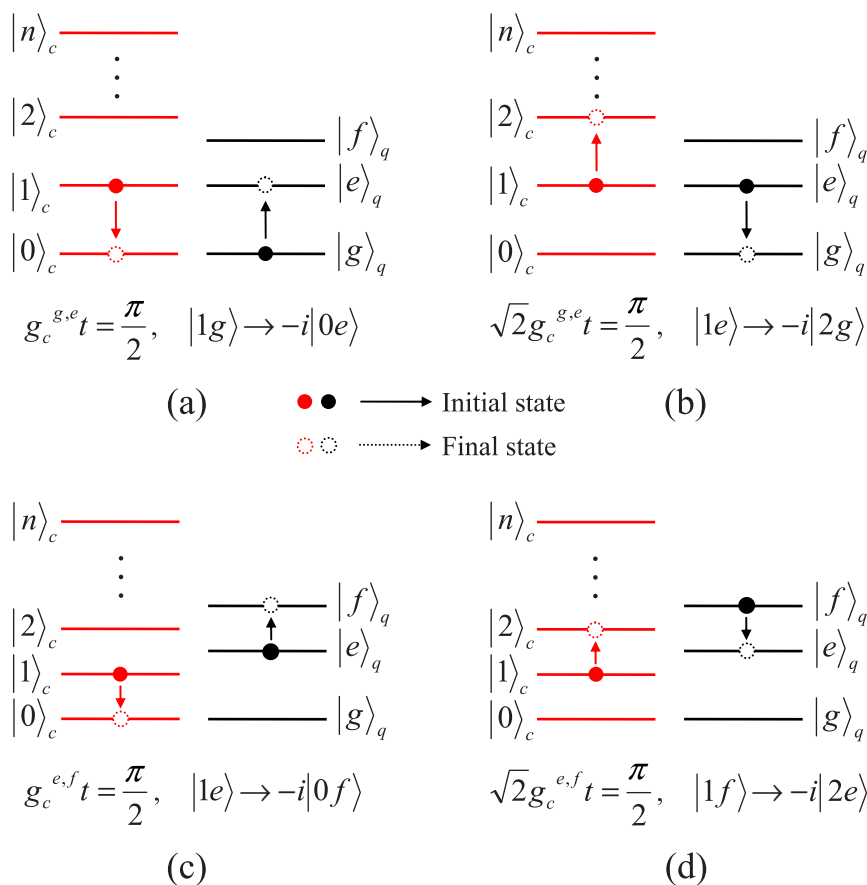 |n⟩_c
|2⟩_c
|1⟩_c
|0⟩_c
|f⟩_q
|e⟩_q
|g⟩_q
g_c^{g,e} t = π/2, |1g⟩ → -i|0e⟩
(a)
|n⟩_c
|2⟩_c
|1⟩_c
|0⟩_c
|f⟩_q
|e⟩_q
|g⟩_q
√2 g_c^{g,e} t = π/2, |1e⟩ → -i|2g⟩
(b)
Initial state
Final state
|n⟩_c
|2⟩_c
|1⟩_c
|0⟩_c
|f⟩_q
|e⟩_q
|g⟩_q
g_c^{e,f} t = π/2, |1e⟩ → -i|0f⟩
(c)
|n⟩_c
|2⟩_c
|1⟩_c
|0⟩_c
|f⟩_q
|e⟩_q
|g⟩_q
√2 g_c^{e,f} t = π/2, |1f⟩ → -i|2e⟩
(d)